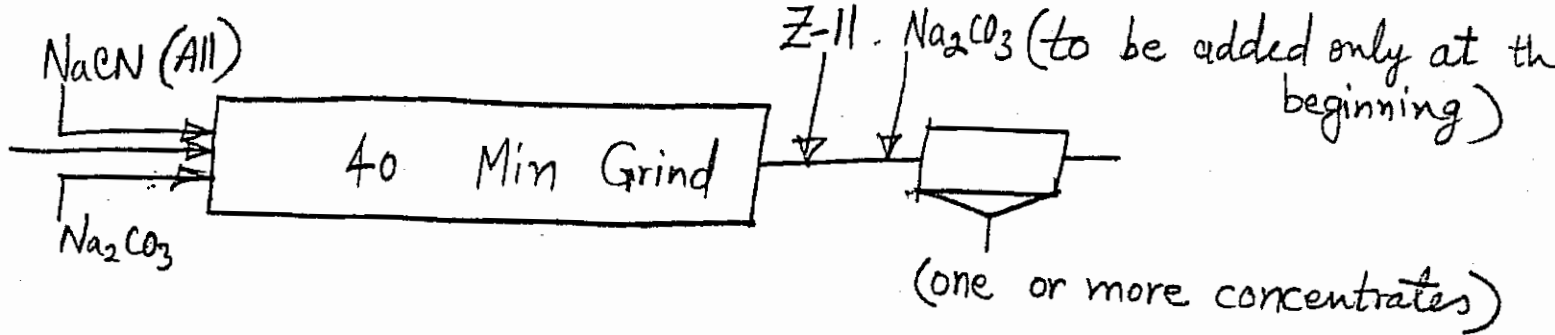 Z-11. Na₂CO₃ (to be added only at th
beginning)
NaCN (All)
40 Min Grind
Na₂CO₃
(one or more concentrates)